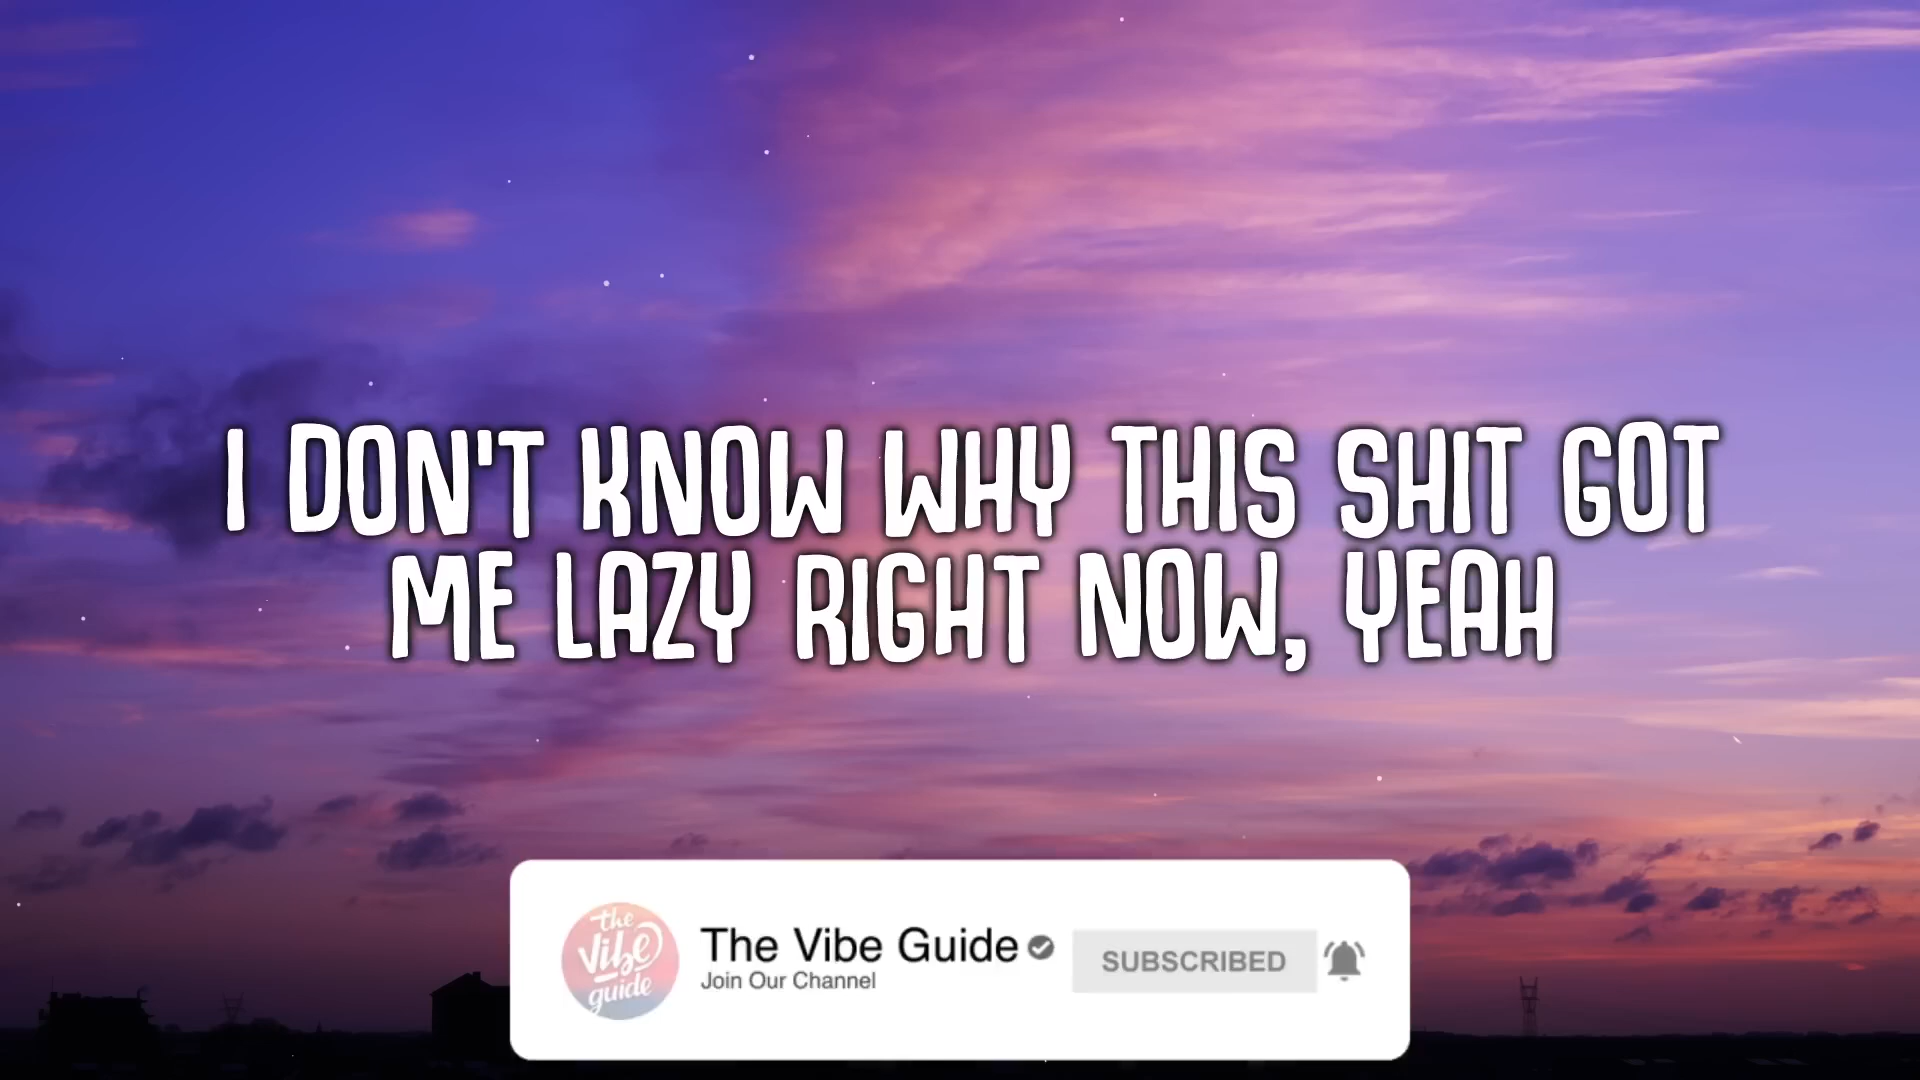 I DON'T KNOW WHY THIS SHIT GOT
ME LAZY RIGHT NOW, YEAH
the
Vibe
guide
The Vibe Guide
Join Our Channel
SUBSCRIBED